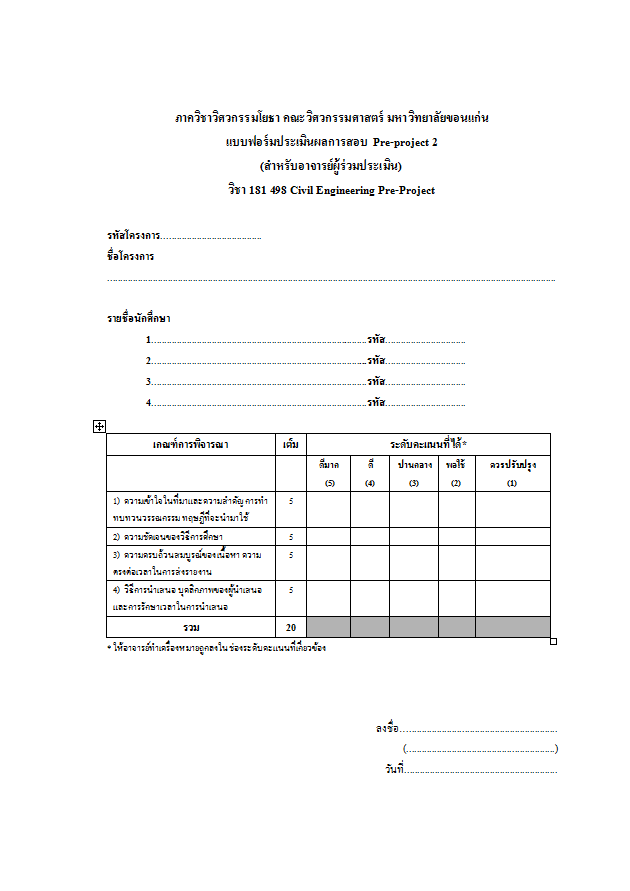 ภาควิชาวิศวกรรมโยธา คณะวิศวกรรมศาสตร์ มหาวิทยาลัยขอนแก่น
แบบฟอร์มประเมินผลการสอบ Pre-project 2
(สำหรับอาจารย์ผู้ร่วมประเมิน)
วิชา 181 498 Civil Engineering Pre-Project
รหัสโครงการ....................................
ชื่อโครงการ
................................................................................................................................................................
รายชื่อนักศึกษา
1.............................................................................รหัส............................
2.............................................................................รหัส............................
3.............................................................................รหัส............................
4.............................................................................รหัส............................
เกณฑ์การพิจารณา เต็ม ระดับคะแนนที่ได้*
ดีมาก ดี ปานกลาง พอใช้ ควรปรับปรุง
(5) (4) (3) (2) (1)
1) ความเข้าใจในที่มาและความสำคัญ การทำ 5
ทบทวนวรรณกรรม ทฤษฎีที่จะนำมาใช้
2) ความชัดเจนของวิธีการศึกษา 5
3) ความครบถ้วนสมบูรณ์ของเนื้อหา ความ 5
ตรงต่อเวลาในการส่งรายงาน
4) วิธีการนำเสนอ บุคลิกภาพของผู้นำเสนอ 5
และการรักษาเวลาในการนำเสนอ
รวม 20
* ให้อาจารย์ทำเครื่องหมายถูกลงในช่องระดับคะแนนที่เกี่ยวข้อง
ลงชื่อ........................................................
(......................................................)
วันที่.......................................................